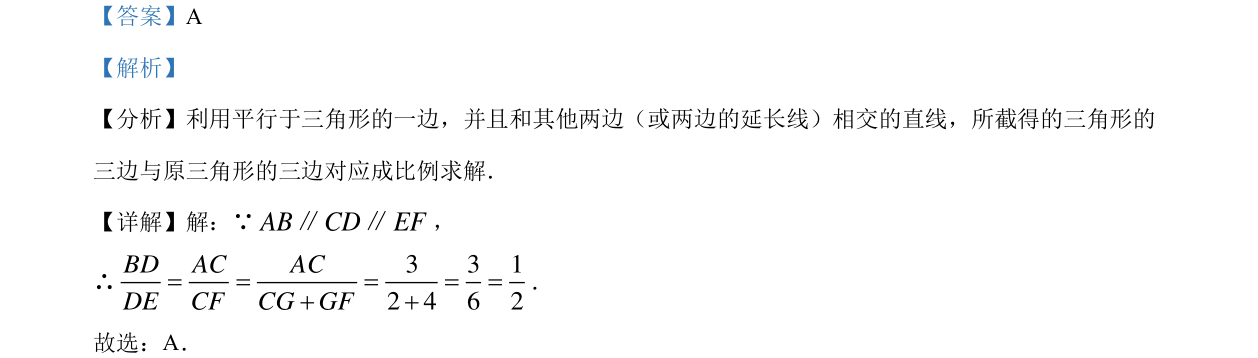 【答案】A
【解析】
【分析】利用平行于三角形的一边，并且和其他两边（或两边的延长线）相交的直线，所截得的三角形的
三边与原三角形的三边对应成比例求解．
【详解】解：∵ AB∥CD∥EF，
∴ BD/DE = AC/CF = AC/(CG+GF) = 3/(2+4) = 3/6 = 1/2．
故选：A．